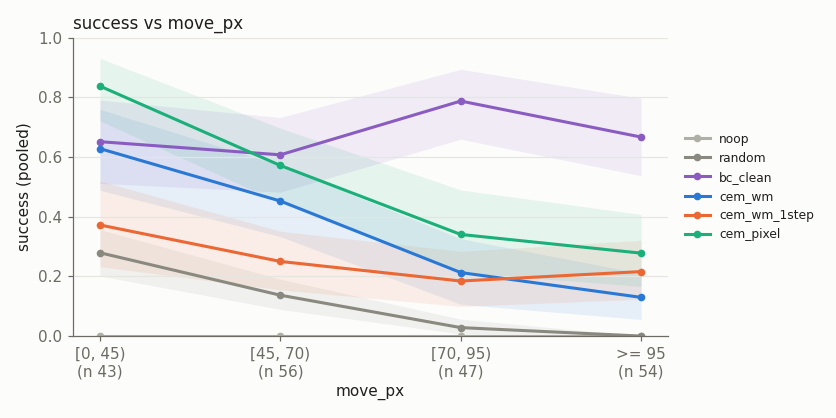 success vs move_px
success (pooled)
1.0
0.8
0.6
0.4
0.2
0.0
[0, 45)
(n 43)
[45, 70)
(n 56)
[70, 95)
(n 47)
>= 95
(n 54)
move_px
noop
random
bc_clean
cem_wm
cem_wm_1step
cem_pixel